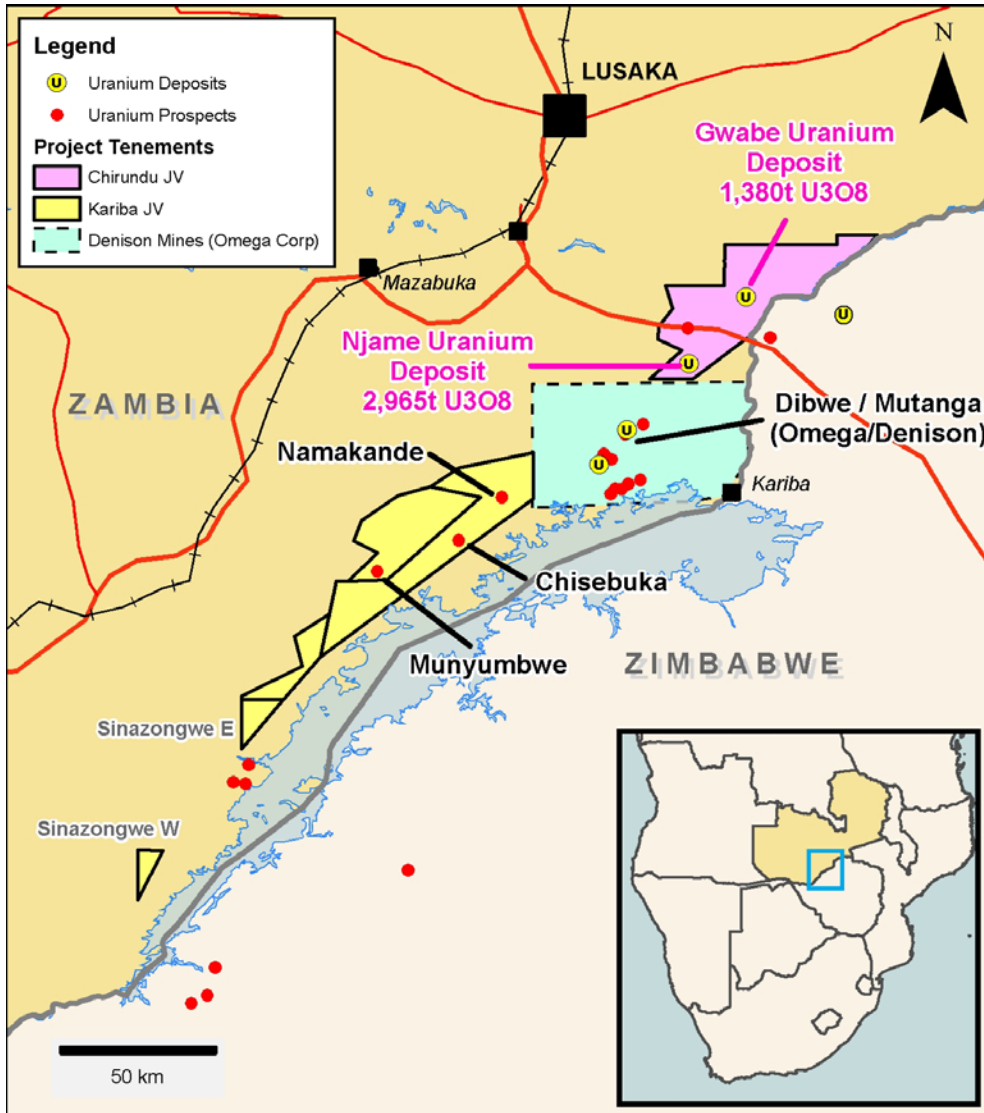 Legend
U
Uranium Deposits
Uranium Prospects
Project Tenements
Chirundu JV
Kariba JV
Denison Mines (Omega Corp)
LUSAKA
N
Gwabe Uranium
Deposit
1,380t U3O8
Mazabuka
U
U
Njame Uranium
Deposit
2,965t U3O8
U
ZAMBIA
Dibwe / Mutanga
(Omega/Denison)
U
Namakande
U
Kariba
Chisebuka
Munyumbwe
ZIMBABWE
Sinazongwe E
Sinazongwe W
50 km